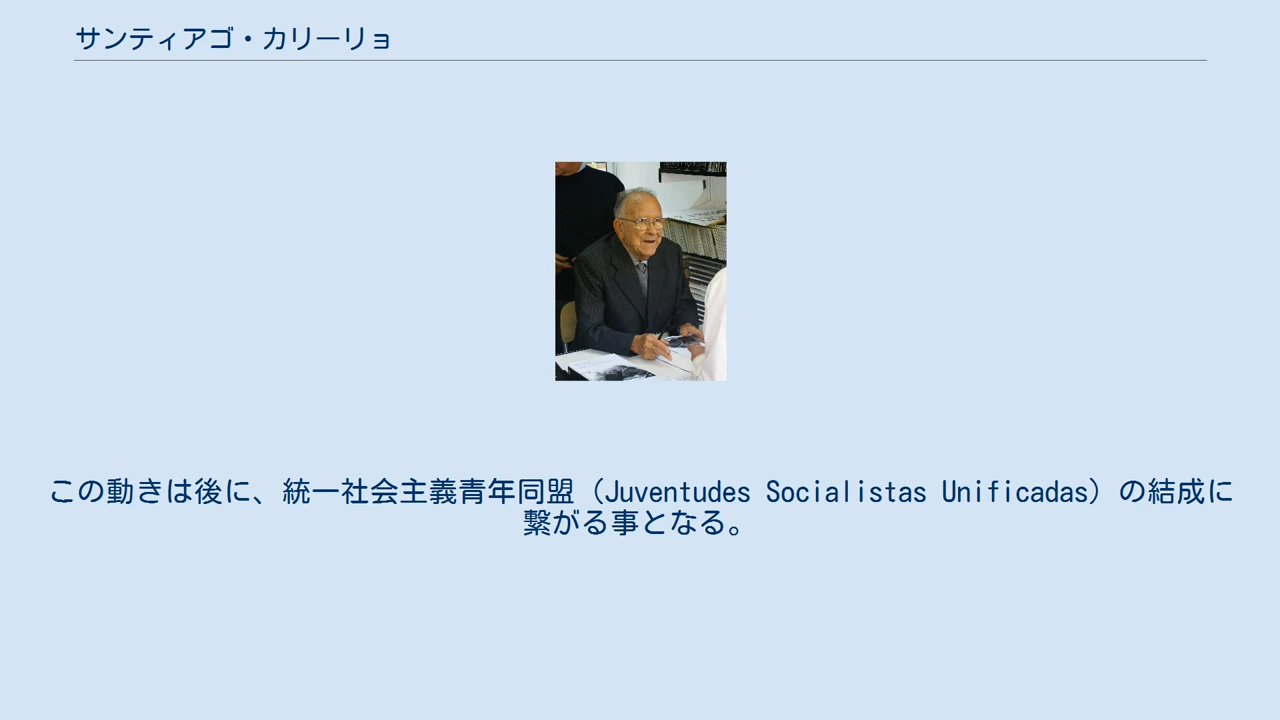 サンティアゴ・カリーリョ
この動きは後に、統一社会主義青年同盟（Juventudes Socialistas Unificadas）の結成に
繋がる事となる。